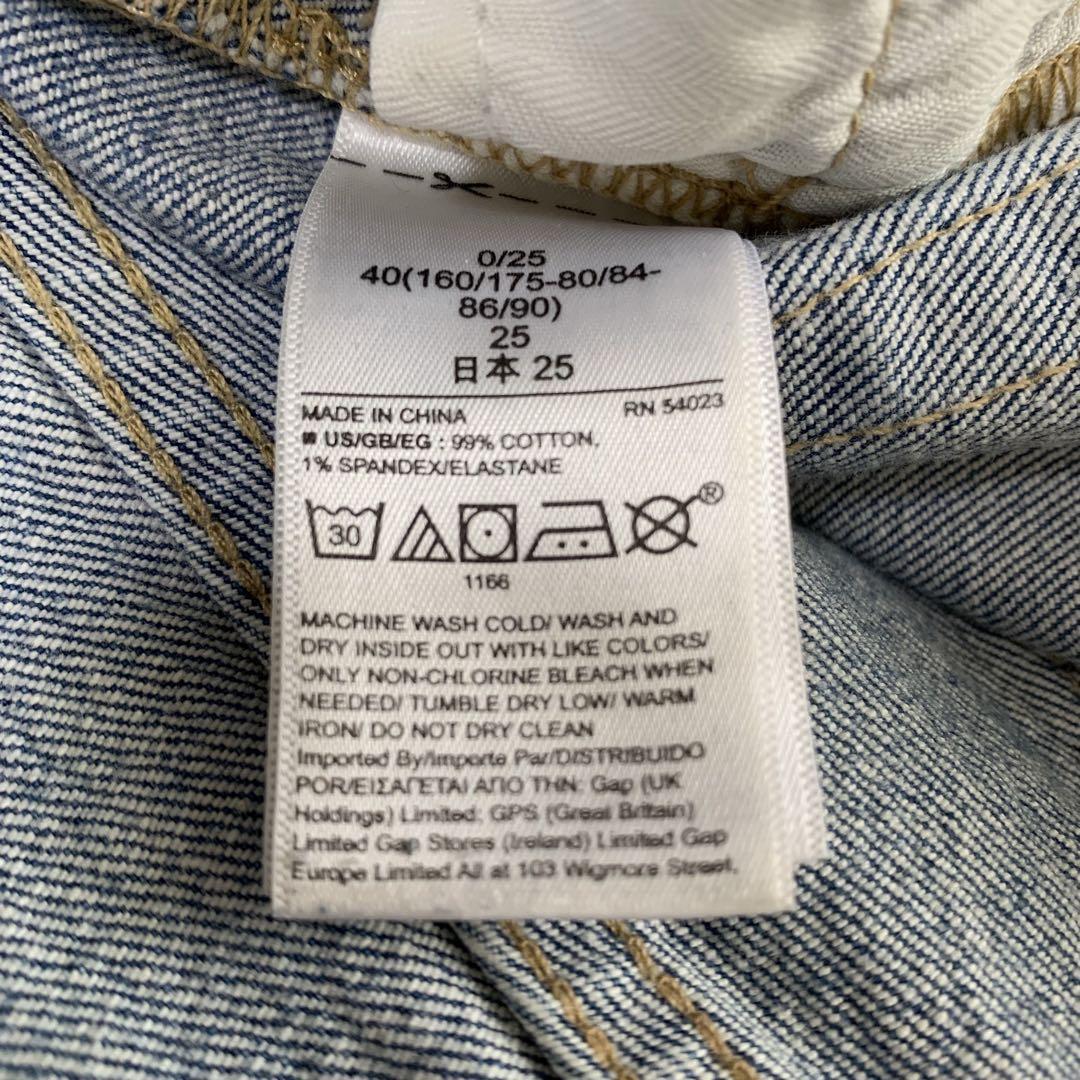 0/25
40(160/175-80/84-
86/90)
25
日本 25
MADE IN CHINA RN 54023
■ US/GB/EG : 99% COTTON.
1% SPANDEX/ELASTANE
30 ®
1166
MACHINE WASH COLD/ WASH AND
DRY INSIDE OUT WITH LIKE COLORS/
ONLY NON-CHLORINE BLEACH WHEN
NEEDED/ TUMBLE DRY LOW/ WARM
IRON/ DO NOT DRY CLEAN
Imported By/Importe Par/DISTRIBUIDO
POR/ΕΙΣΑΓΕΤΑΙ ΑΠΟ ΤΗΝ: Gap (UK
Holdings) Limited: GPS (Great Britain)
Limited Gap Stores (Ireland) Limited Gap
Europe Limited All at 103 Wigmore Street.